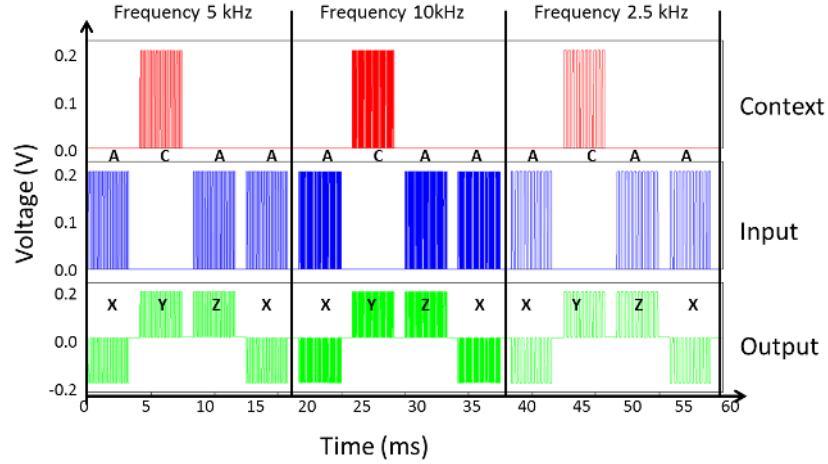 Frequency 5 kHz Frequency 10kHz Frequency 2.5 kHz
0.2
0.1
0.0
Context
A C A A A C A A A C A A
0.2
0.1
0.0
Input
Voltage (V)
0.2
0.0
-0.2
X Y Z X X Y Z X X Y Z X
Output
0 5 10 15 20 25 30 35 40 45 50 55 60
Time (ms)